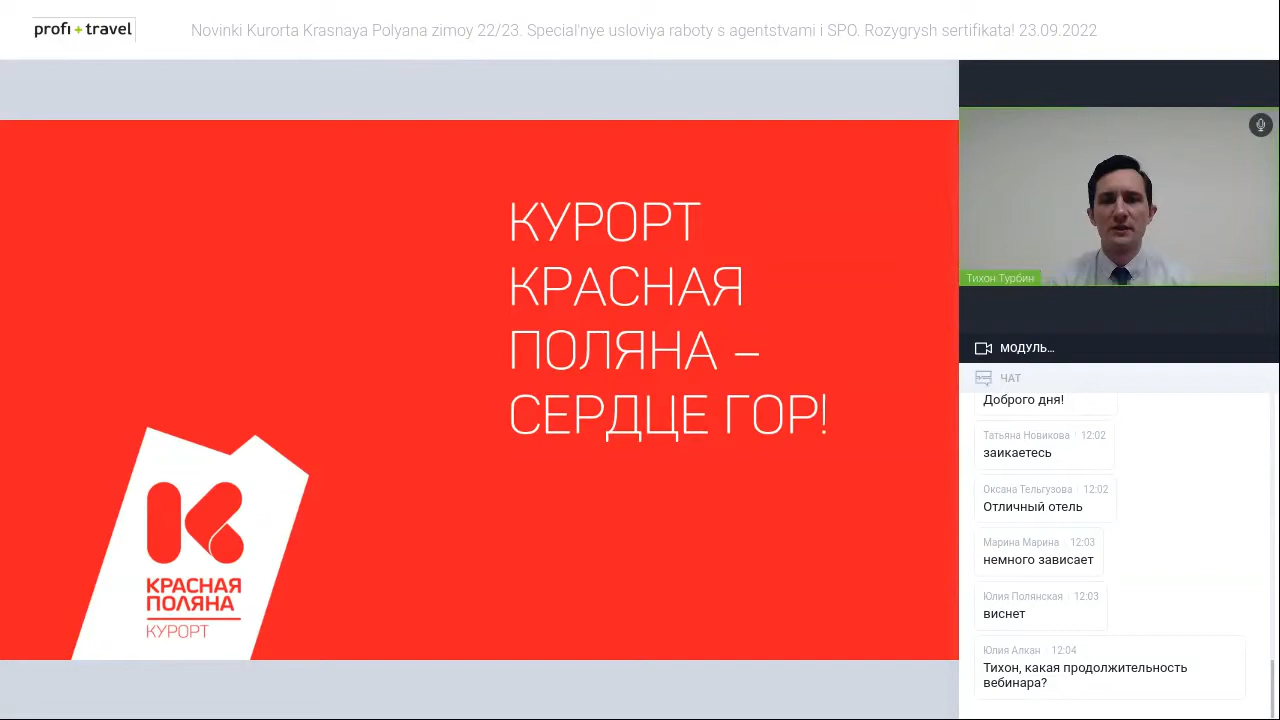 profi + travel
Novinki Kurorta Krasnaya Polyana zimoy 22/23. Special'nye usloviya raboty s agentstvami i SPO. Rozygrysh sertifikata! 23.09.2022
КУРОРТ
КРАСНАЯ
ПОЛЯНА –
СЕРДЦЕ ГОР!
КРАСНАЯ
ПОЛЯНА
КУРОРТ
Тихон Турбин
МОДУЛЬ...
ЧАТ
Доброго дня!
Татьяна Новикова 12:02
заикаетесь
Оксана Тельгузова 12:02
Отличный отель
Марина Марина 12:03
немного зависает
Юлия Полянская 12:03
виснет
Юлия Алкан 12:04
Тихон, какая продолжительность
вебинара?